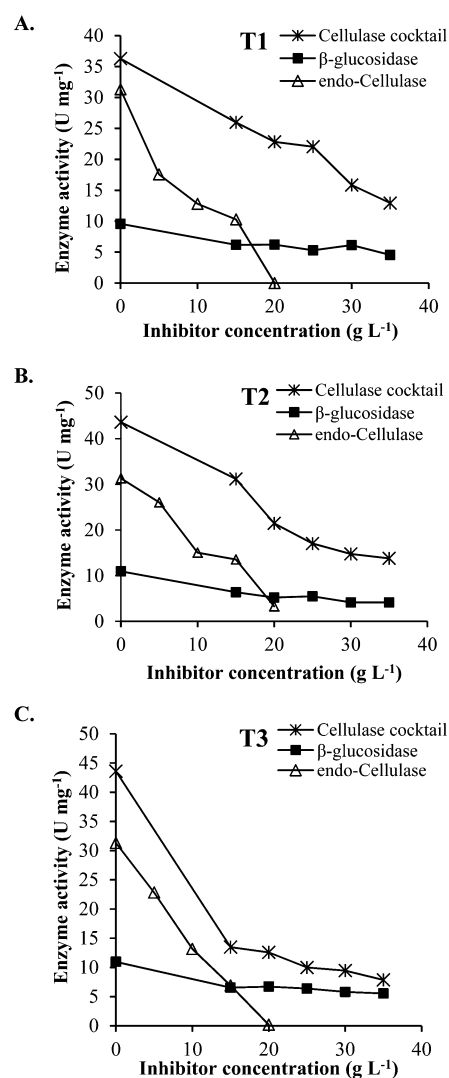 A.
T1
Cellulase cocktail
β-glucosidase
endo-Cellulase
Enzyme activity (U mg⁻¹)
40
35
30
25
20
15
10
5
0
0 10 20 30 40
Inhibitor concentration (g L⁻¹)
B.
T2
Cellulase cocktail
β-glucosidase
endo-Cellulase
Enzyme activity (U mg⁻¹)
50
40
30
20
10
0
0 10 20 30 40
Inhibitor concentration (g L⁻¹)
C.
T3
Cellulase cocktail
β-glucosidase
endo-Cellulase
Enzyme activity (U mg⁻¹)
50
45
40
35
30
25
20
15
10
5
0
0 10 20 30 40
Inhibitor concentration (g L⁻¹)